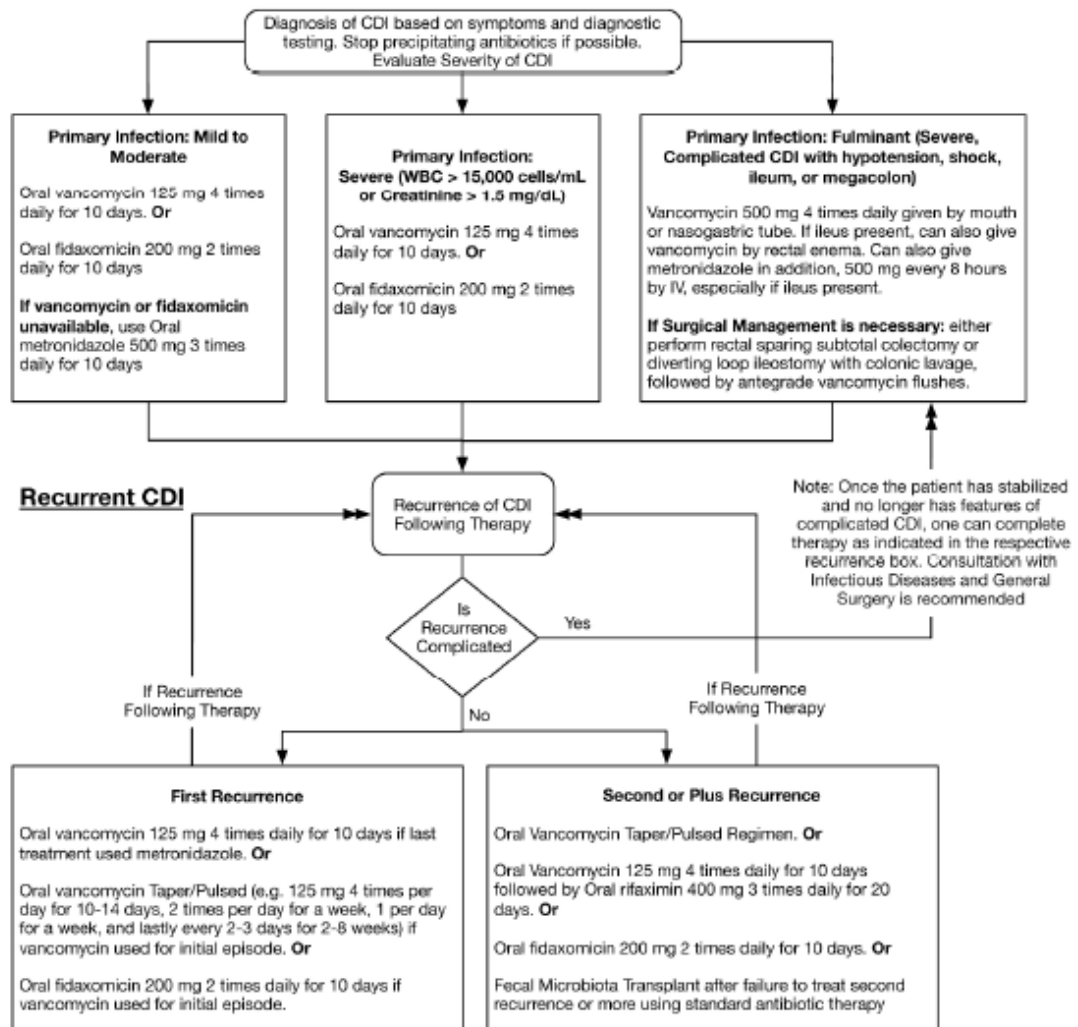 Diagnosis of CDI based on symptoms and diagnostic
testing. Stop precipitating antibiotics if possible.
Evaluate Severity of CDI
Primary Infection: Mild to
Moderate
Oral vancomycin 125 mg 4 times
daily for 10 days. Or
Oral fidaxomicin 200 mg 2 times
daily for 10 days
If vancomycin or fidaxomicin
unavailable, use Oral
metronidazole 500 mg 3 times
daily for 10 days
Primary Infection:
Severe (WBC > 15,000 cells/mL
or Creatinine > 1.5 mg/dL)
Oral vancomycin 125 mg 4 times
daily for 10 days. Or
Oral fidaxomicin 200 mg 2 times
daily for 10 days
Primary Infection: Fulminant (Severe,
Complicated CDI with hypotension, shock,
ileum, or megacolon)
Vancomycin 500 mg 4 times daily given by mouth
or nasogastric tube. If ileus present, can also give
vancomycin by rectal enema. Can also give
metronidazole in addition, 500 mg every 8 hours
by IV, especially if ileus present.
If Surgical Management is necessary: either
perform rectal sparing subtotal colectomy or
diverting loop ileostomy with colonic lavage,
followed by antegrade vancomycin flushes.
Recurrent CDI
Recurrence of CDI
Following Therapy
Note: Once the patient has stabilized
and no longer has features of
complicated CDI, one can complete
therapy as indicated in the respective
recurrence box. Consultation with
Infectious Diseases and General
Surgery is recommended
Is
Recurrence
Complicated
Yes
No
If Recurrence
Following Therapy
If Recurrence
Following Therapy
First Recurrence
Oral vancomycin 125 mg 4 times daily for 10 days if last
treatment used metronidazole. Or
Oral vancomycin Taper/Pulsed (e.g. 125 mg 4 times per
day for 10-14 days, 2 times per day for a week, 1 per day
for a week, and lastly every 2-3 days for 2-8 weeks) if
vancomycin used for initial episode. Or
Oral fidaxomicin 200 mg 2 times daily for 10 days if
vancomycin used for initial episode.
Second or Plus Recurrence
Oral Vancomycin Taper/Pulsed Regimen. Or
Oral Vancomycin 125 mg 4 times daily for 10 days
followed by Oral rifaximin 400 mg 3 times daily for 20
days. Or
Oral fidaxomicin 200 mg 2 times daily for 10 days. Or
Fecal Microbiota Transplant after failure to treat second
recurrence or more using standard antibiotic therapy